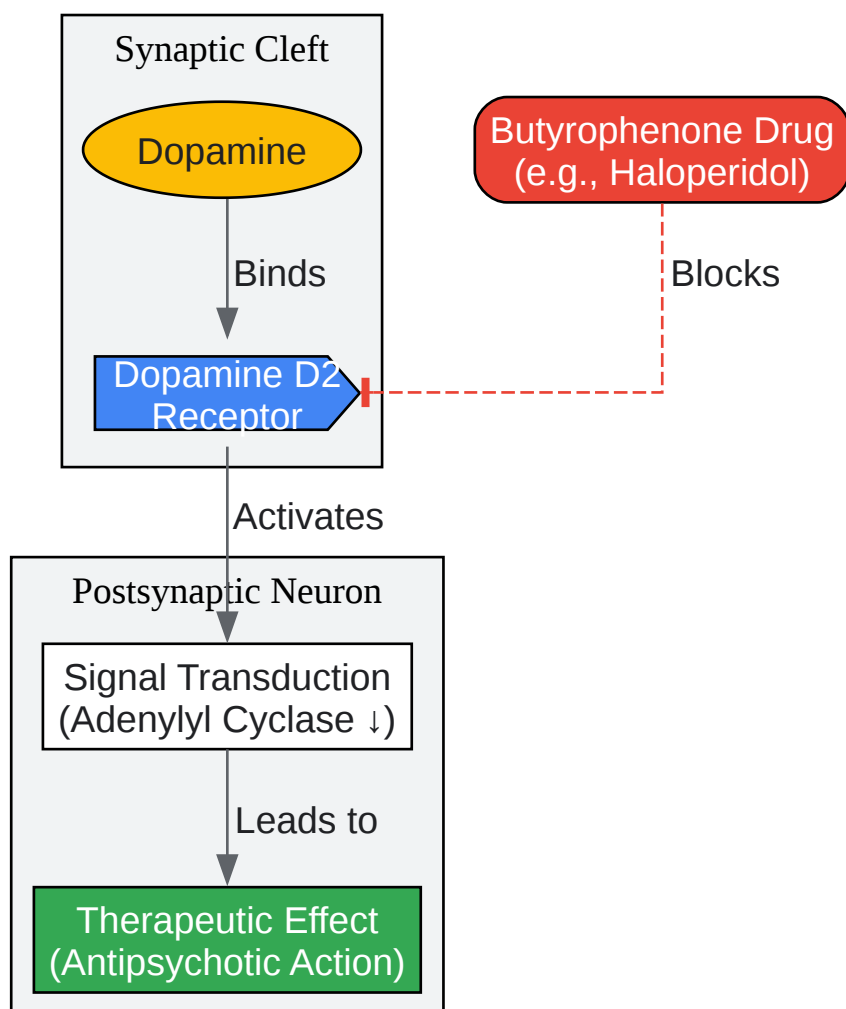 Synaptic Cleft
Dopamine
Butyrophenone Drug
(e.g., Haloperidol)
Binds
Blocks
Dopamine D2
Receptor
Activates
Postsynaptic Neuron
Signal Transduction
(Adenylyl Cyclase ↓)
Leads to
Therapeutic Effect
(Antipsychotic Action)